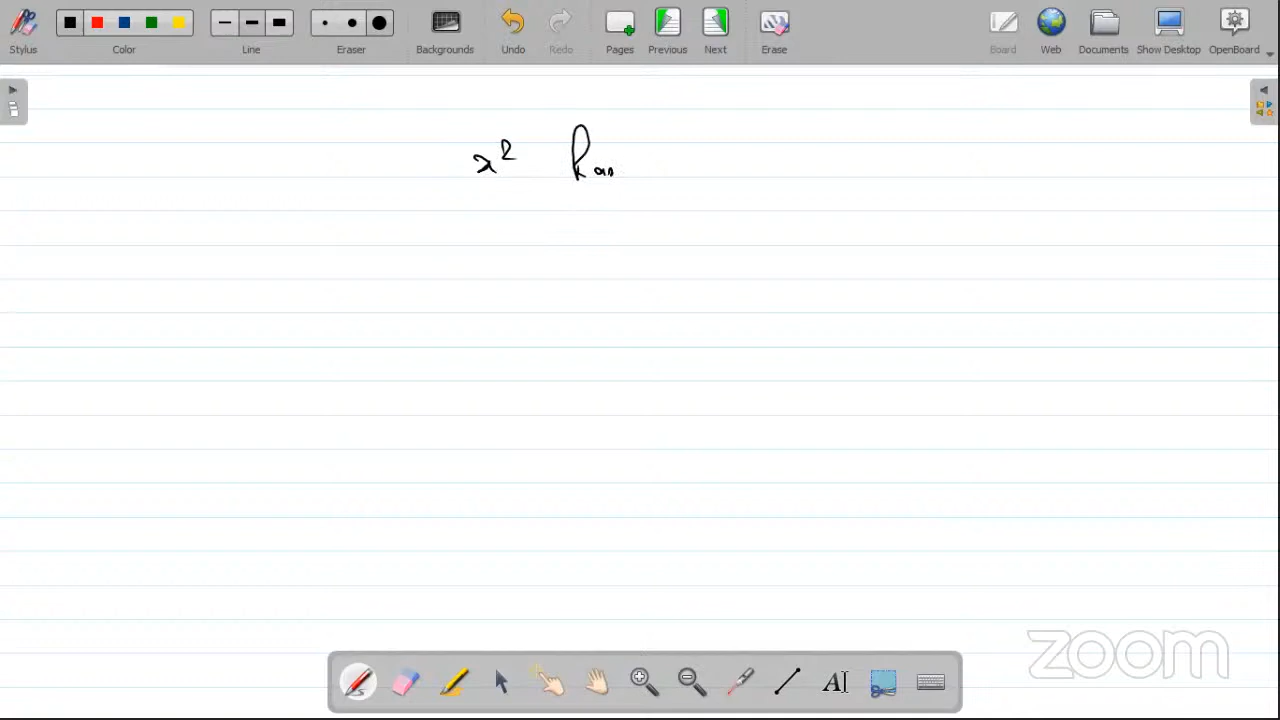 Stylus
Color
Line
Eraser
Backgrounds
Undo
Redo
Pages
Previous
Next
Erase
Board
Web
Documents
Show Desktop
OpenBoard
x²
zoom